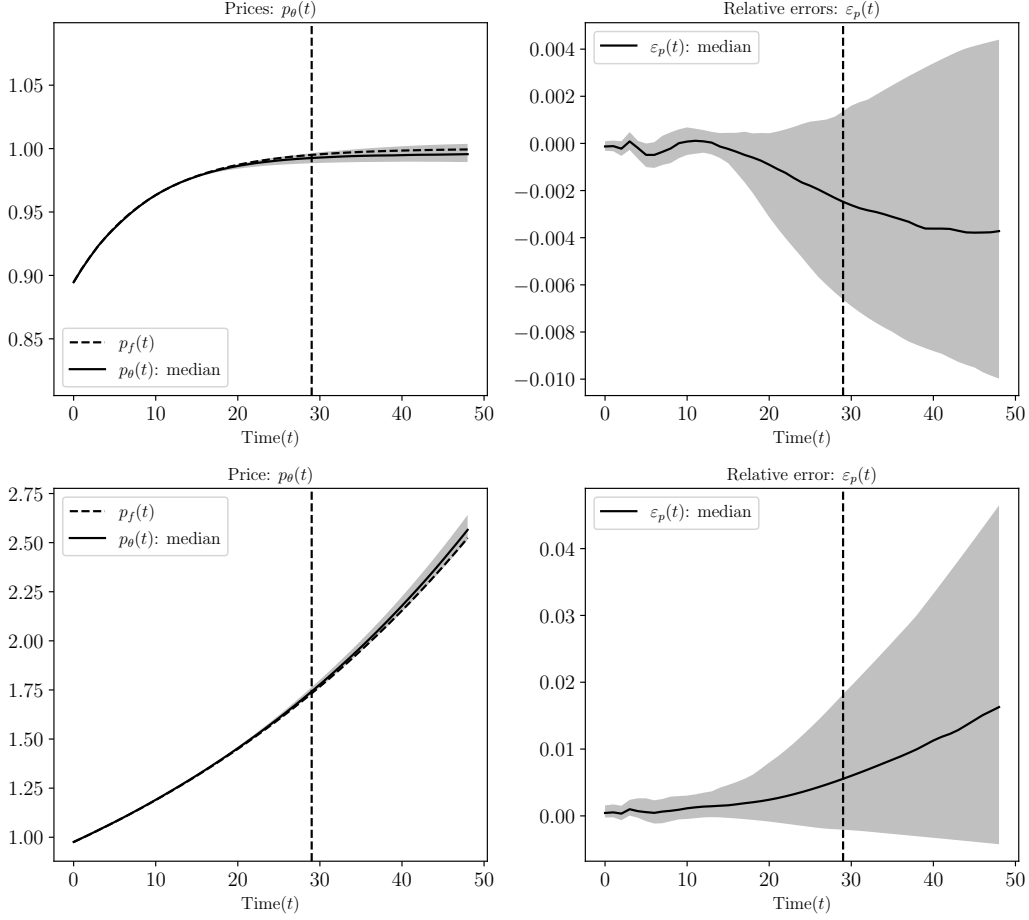 Prices: $p_\theta(t)$
1.05
1.00
0.95
0.90
0.85
$p_f(t)$
$p_\theta(t)$: median
0 10 20 30 40 50
Time($t$)
Relative errors: $\varepsilon_p(t)$
$\varepsilon_p(t)$: median
0.004
0.002
0.000
−0.002
−0.004
−0.006
−0.008
−0.010
0 10 20 30 40 50
Time($t$)
Price: $p_\theta(t)$
2.75
2.50
2.25
2.00
1.75
1.50
1.25
1.00
$p_f(t)$
$p_\theta(t)$: median
0 10 20 30 40 50
Time($t$)
Relative error: $\varepsilon_p(t)$
$\varepsilon_p(t)$: median
0.04
0.03
0.02
0.01
0.00
0 10 20 30 40 50
Time($t$)